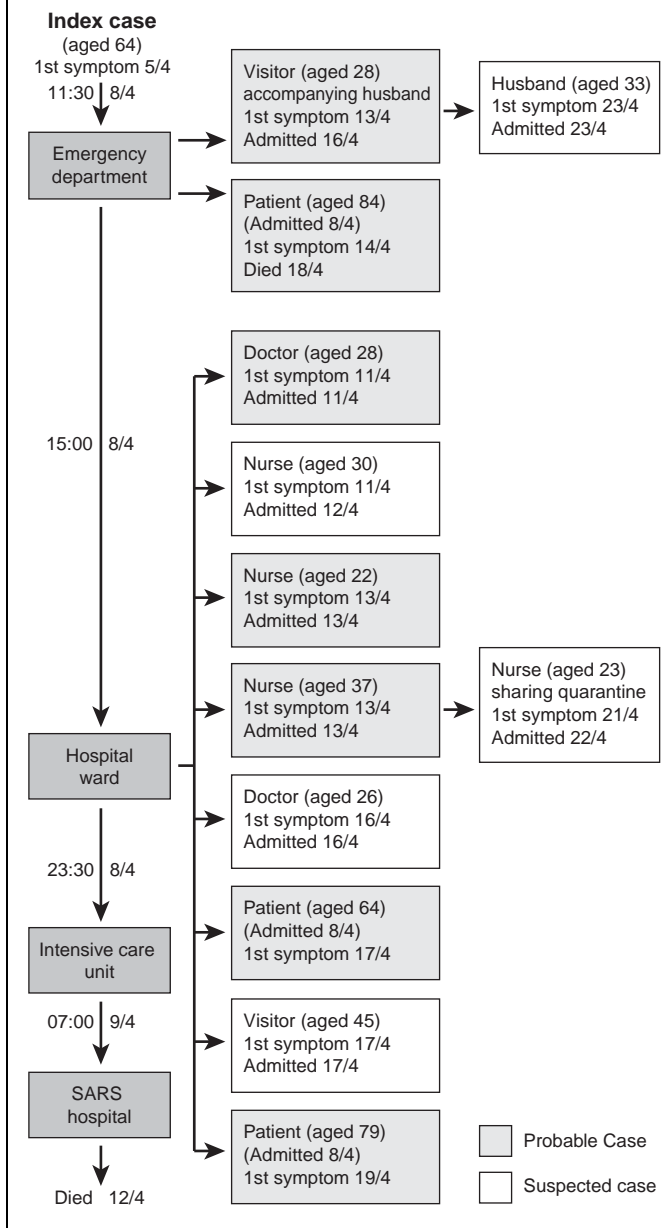 Index case
(aged 64)
1st symptom 5/4
11:30 8/4
Emergency
department
Visitor (aged 28)
accompanying husband
1st symptom 13/4
Admitted 16/4
Husband (aged 33)
1st symptom 23/4
Admitted 23/4
Patient (aged 84)
(Admitted 8/4)
1st symptom 14/4
Died 18/4
15:00 8/4
Hospital
ward
Doctor (aged 28)
1st symptom 11/4
Admitted 11/4
Nurse (aged 30)
1st symptom 11/4
Admitted 12/4
Nurse (aged 22)
1st symptom 13/4
Admitted 13/4
Nurse (aged 37)
1st symptom 13/4
Admitted 13/4
Nurse (aged 23)
sharing quarantine
1st symptom 21/4
Admitted 22/4
Doctor (aged 26)
1st symptom 16/4
Admitted 16/4
Patient (aged 64)
(Admitted 8/4)
1st symptom 17/4
Visitor (aged 45)
1st symptom 17/4
Admitted 17/4
Patient (aged 79)
(Admitted 8/4)
1st symptom 19/4
23:30 8/4
Intensive care
unit
07:00 9/4
SARS
hospital
Died 12/4
Probable Case
Suspected case